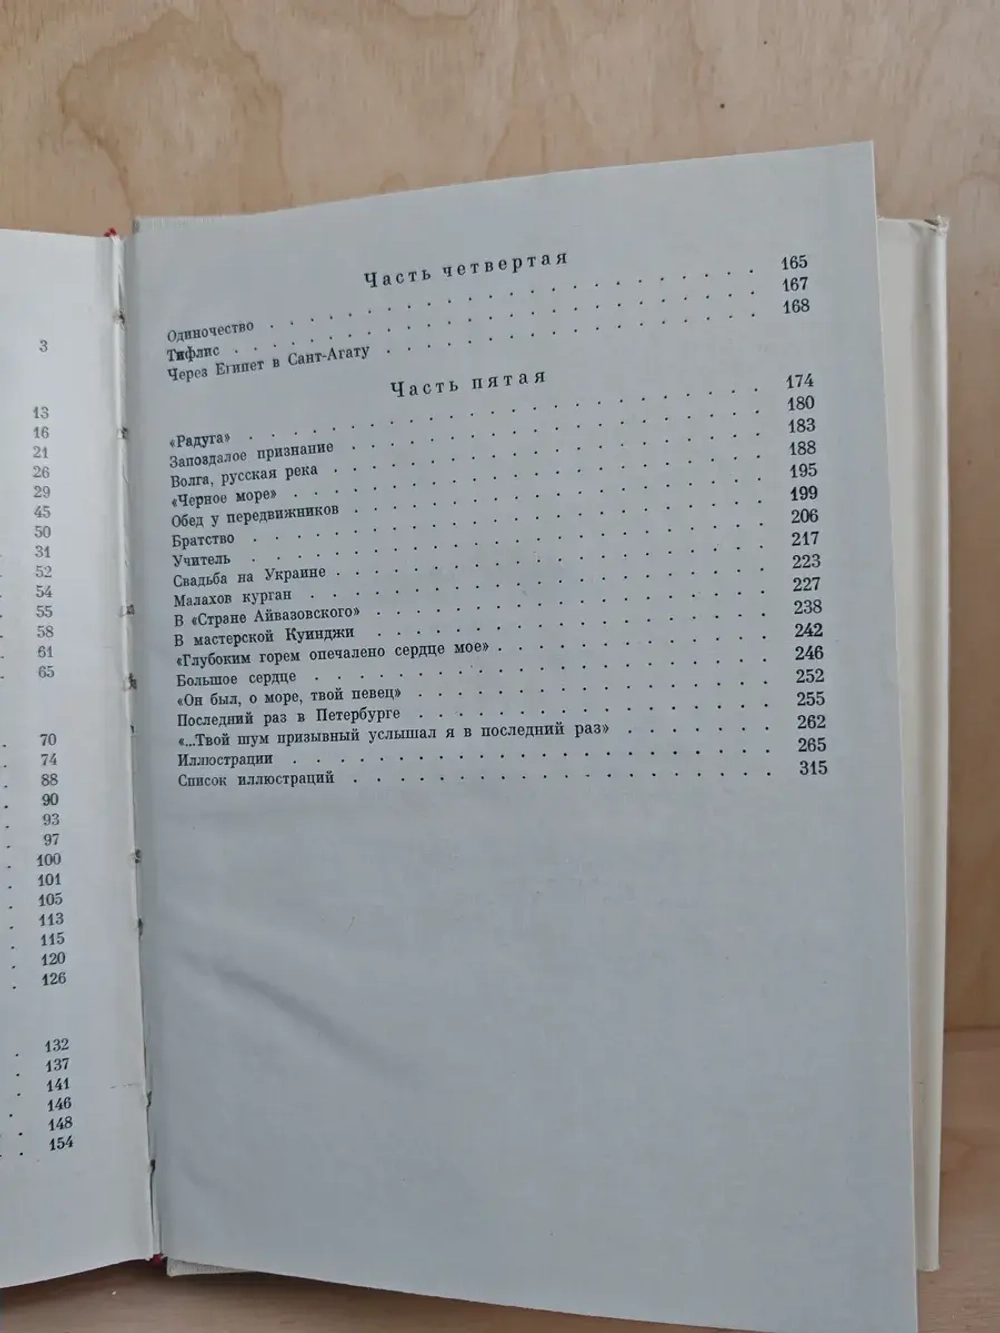 3
13
16
21
26
29
45
50
31
52
54
55
58
61
65
70
74
88
90
93
97
100
101
105
113
115
120
126
132
137
141
146
148
154
Часть четвертая
Одиночество . . . . . . . . . . . . . . . . . . . . . 165
Тифлис . . . . . . . . . . . . . . . . . . . . . . . 167
Через Египет в Сант-Агату . . . . . . . . . . . . . . 168
Часть пятая
«Радуга» . . . . . . . . . . . . . . . . . . . . . . 174
Запоздалое признание . . . . . . . . . . . . . . . . 180
Волга, русская река . . . . . . . . . . . . . . . . . 183
«Черное море» . . . . . . . . . . . . . . . . . . . . 188
Обед у передвижников . . . . . . . . . . . . . . . . 195
Братство . . . . . . . . . . . . . . . . . . . . . . 199
Учитель . . . . . . . . . . . . . . . . . . . . . . . 206
Свадьба на Украине . . . . . . . . . . . . . . . . . 217
Малахов курган . . . . . . . . . . . . . . . . . . . 223
В «Стране Айвазовского» . . . . . . . . . . . . . . . 227
В мастерской Куинджи . . . . . . . . . . . . . . . . 238
«Глубоким горем опечалено сердце мое» . . . . . . . . 242
Большое сердце . . . . . . . . . . . . . . . . . . . 246
«Он был, о море, твой певец» . . . . . . . . . . . . 252
Последний раз в Петербурге . . . . . . . . . . . . . 255
«...Твой шум призывный услышал я в последний раз» . . . 262
Иллюстрации . . . . . . . . . . . . . . . . . . . . . 265
Список иллюстраций . . . . . . . . . . . . . . . . . 315